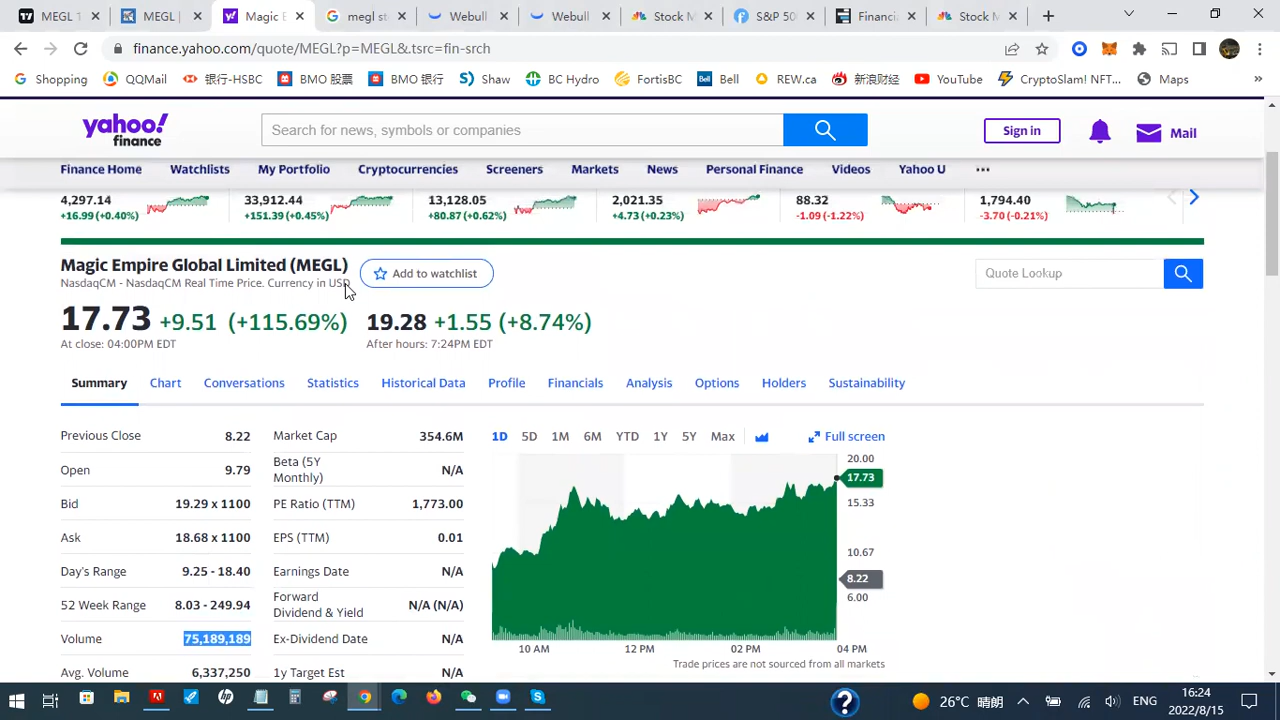 MEGL T
MEGL |
Magic E
megl st
Webull
Webull
Stock M
S&P 50
Financi
Stock M
finance.yahoo.com/quote/MEGL?p=MEGL&.tsrc=fin-srch
Shopping
QQMail
银行-HSBC
BMO 股票
BMO 银行
Shaw
BC Hydro
FortisBC
Bell
Bell
REW.ca
新浪财经
YouTube
CryptoSlam! NFT...
Maps
yahoo!
finance
Search for news, symbols or companies
Sign in
Mail
Finance Home
Watchlists
My Portfolio
Cryptocurrencies
Screeners
Markets
News
Personal Finance
Videos
Yahoo U
...
4,297.14
+16.99 (+0.40%)
33,912.44
+151.39 (+0.45%)
13,128.05
+80.87 (+0.62%)
2,021.35
+4.73 (+0.23%)
88.32
-1.09 (-1.22%)
1,794.40
-3.70 (-0.21%)
Magic Empire Global Limited (MEGL)
Add to watchlist
Quote Lookup
NasdaqCM - NasdaqCM Real Time Price. Currency in USD
17.73 +9.51 (+115.69%)
At close: 04:00PM EDT
19.28 +1.55 (+8.74%)
After hours: 7:24PM EDT
Summary
Chart
Conversations
Statistics
Historical Data
Profile
Financials
Analysis
Options
Holders
Sustainability
Previous Close 8.22
Open 9.79
Bid 19.29 x 1100
Ask 18.68 x 1100
Day's Range 9.25 - 18.40
52 Week Range 8.03 - 249.94
Volume 75,189,189
Avg. Volume 6,337,250
Market Cap 354.6M
Beta (5Y
Monthly) N/A
PE Ratio (TTM) 1,773.00
EPS (TTM) 0.01
Earnings Date N/A
Forward
Dividend & Yield N/A (N/A)
Ex-Dividend Date N/A
1y Target Est N/A
1D
5D
1M
6M
YTD
1Y
5Y
Max
Full screen
20.00
17.73
15.33
10.67
8.22
6.00
10 AM
12 PM
02 PM
04 PM
Trade prices are not sourced from all markets
26°C 晴朗
ENG
16:24
2022/8/15